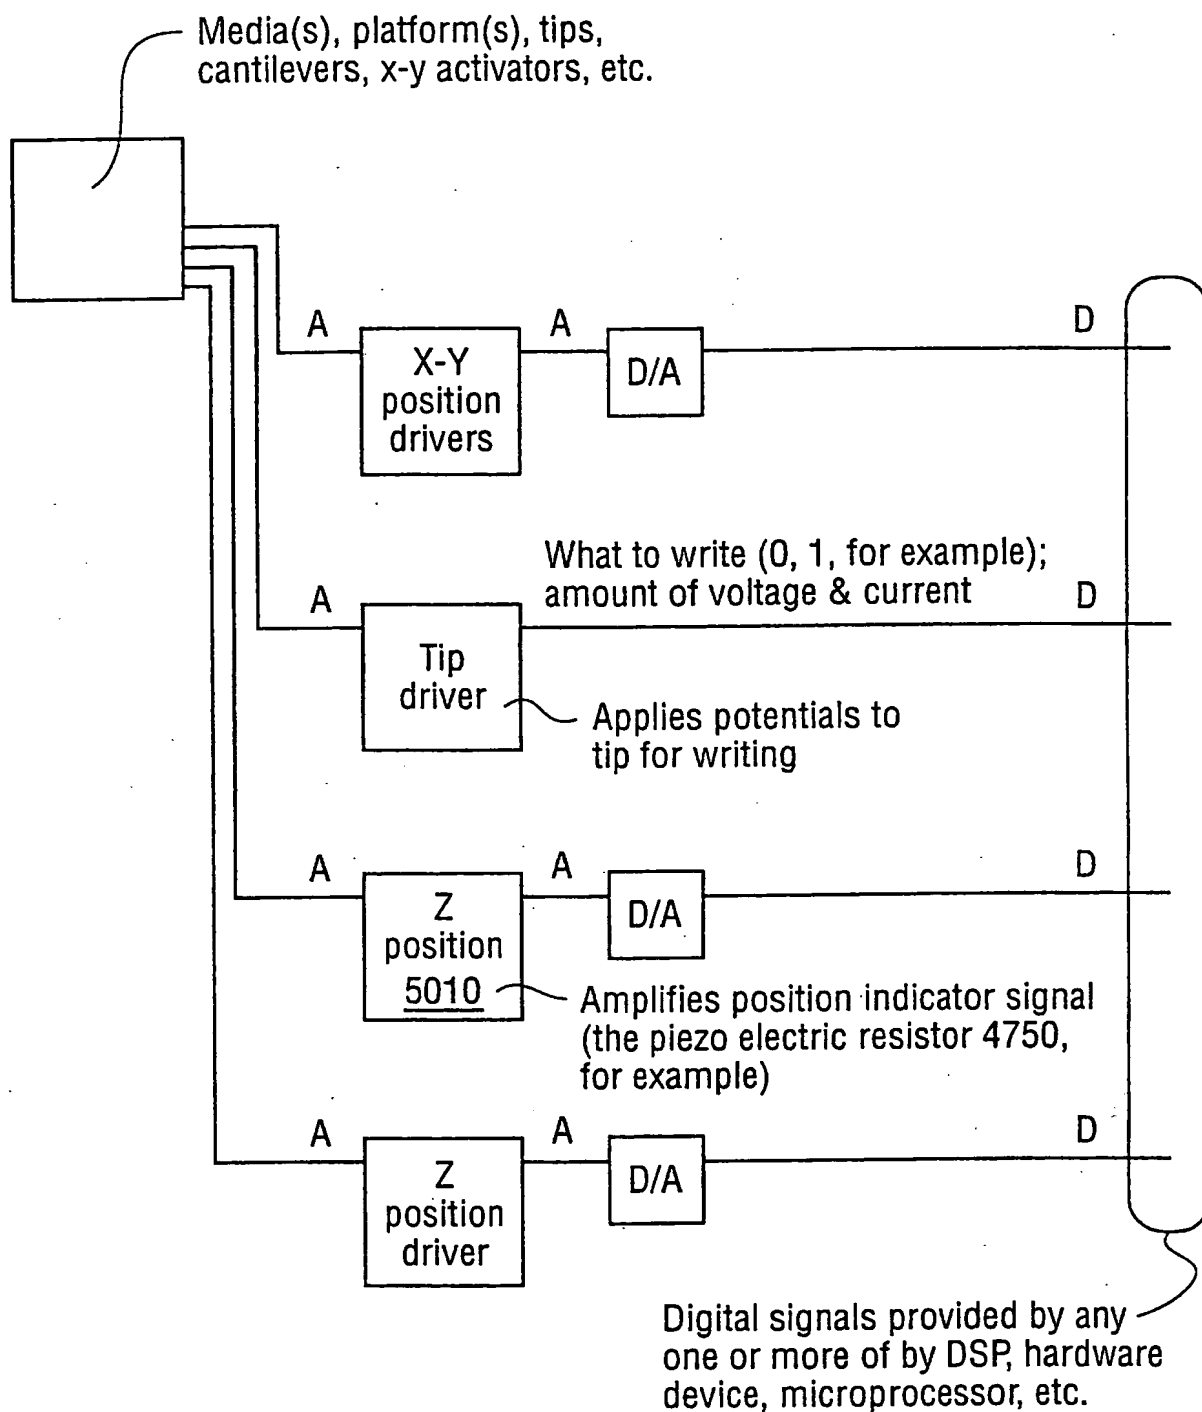 Media(s), platform(s), tips,
cantilevers, x-y activators, etc.
A
A
D
X-Y
position
drivers
D/A
What to write (0, 1, for example);
amount of voltage & current
A
D
Tip
driver
Applies potentials to
tip for writing
A
A
D
Z
position
5010
D/A
Amplifies position indicator signal
(the piezo electric resistor 4750,
for example)
A
A
D
Z
position
driver
D/A
Digital signals provided by any
one or more of by DSP, hardware
device, microprocessor, etc.